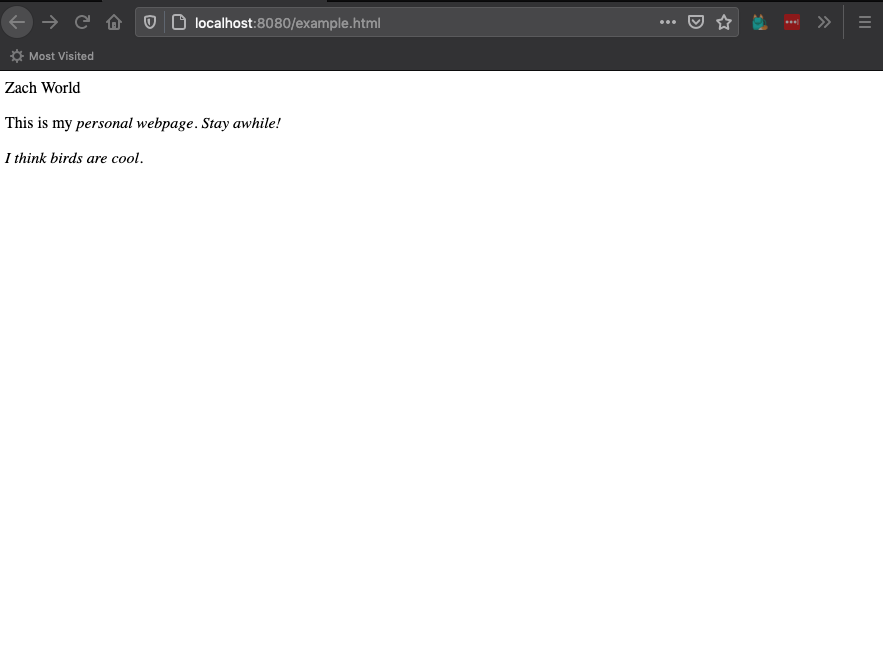 localhost:8080/example.html
Most Visited
Zach World
This is my personal webpage. Stay awhile!
I think birds are cool.